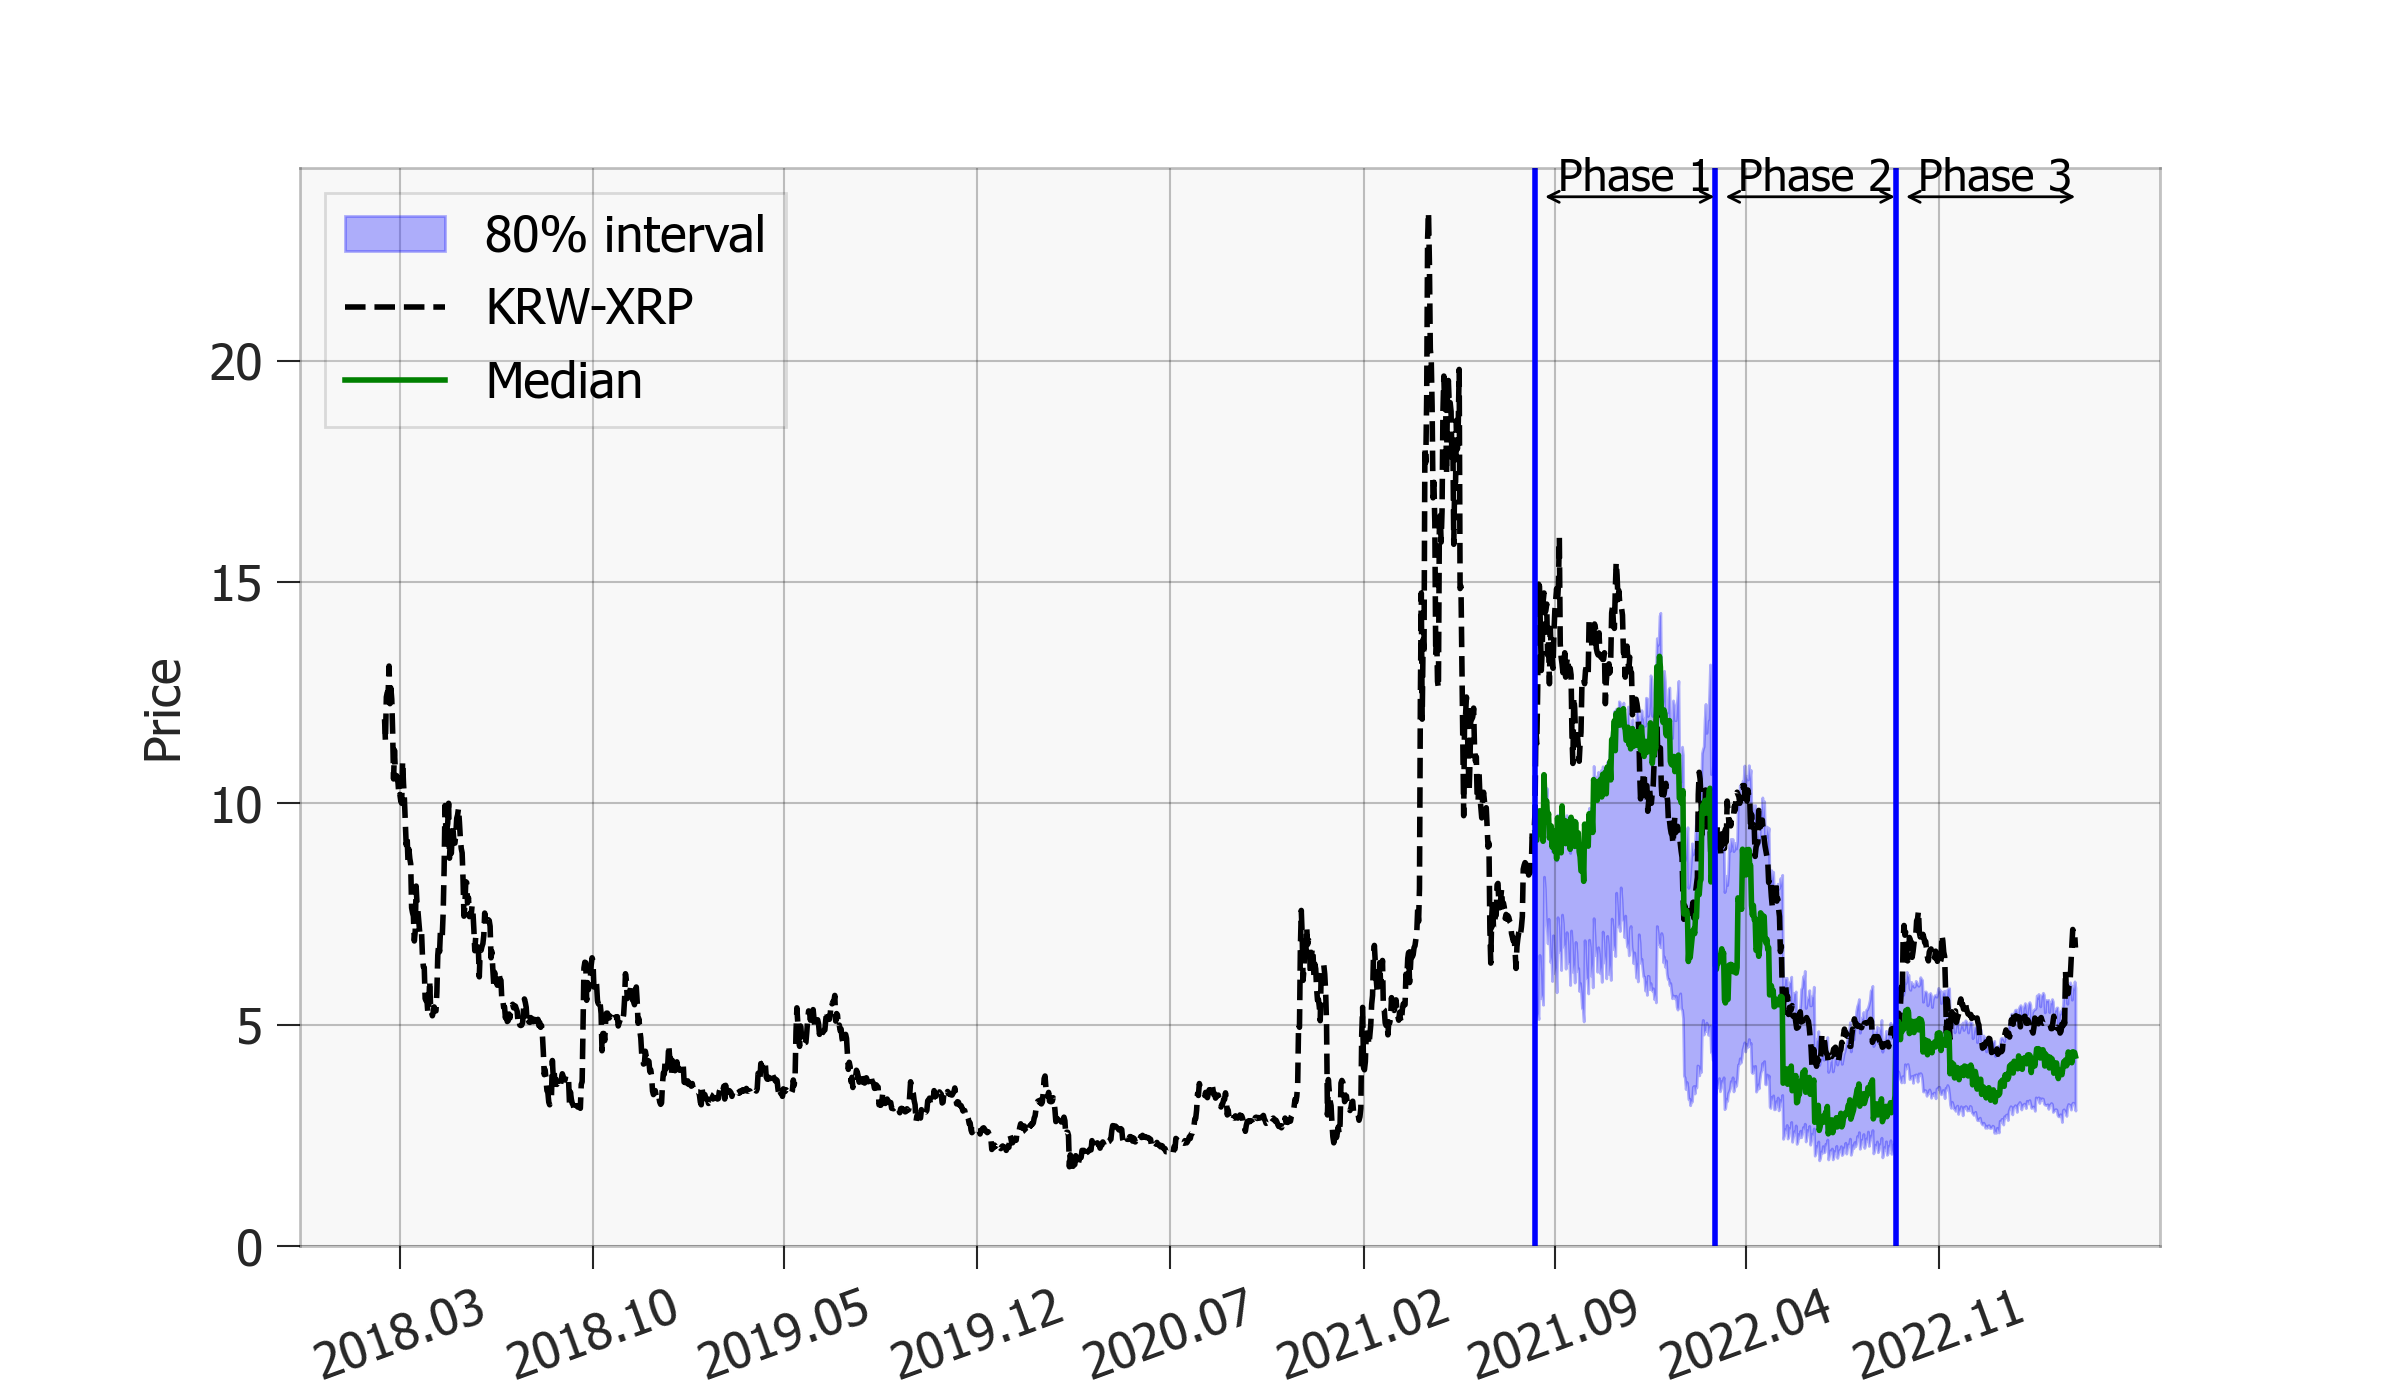 Phase 1
Phase 2
Phase 3
80% interval
KRW-XRP
Median
Price
20
15
10
5
0
2018.03
2018.10
2019.05
2019.12
2020.07
2021.02
2021.09
2022.04
2022.11